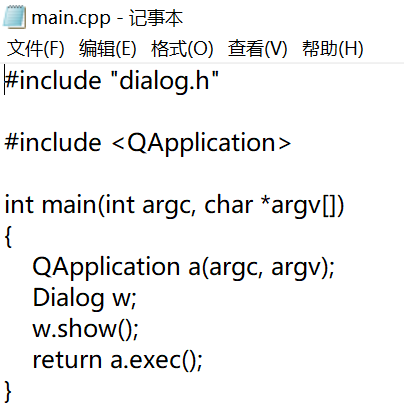 main.cpp - 记事本
文件(F) 编辑(E) 格式(O) 查看(V) 帮助(H)
#include "dialog.h"
#include <QApplication>
int main(int argc, char *argv[])
{
    QApplication a(argc, argv);
    Dialog w;
    w.show();
    return a.exec();
}